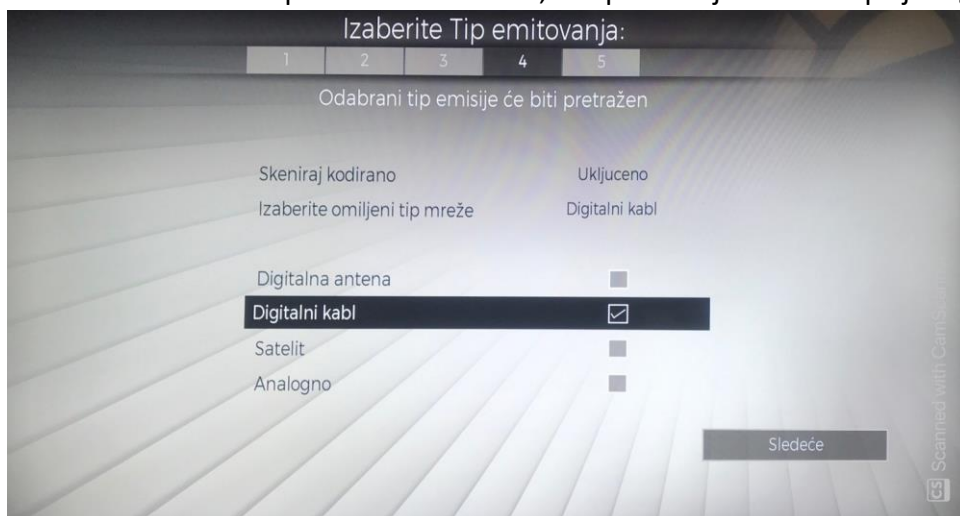 Izaberite Tip emitovanja:
1 2 3 4 5
Odabrani tip emisije će biti pretražen
Skeniraj kodirano Ukljuceno
Izaberite omiljeni tip mreže Digitalni kabl
Digitalna antena
Digitalni kabl
Satelit
Analogno
Sledeće
CS Scanned with CamScanner